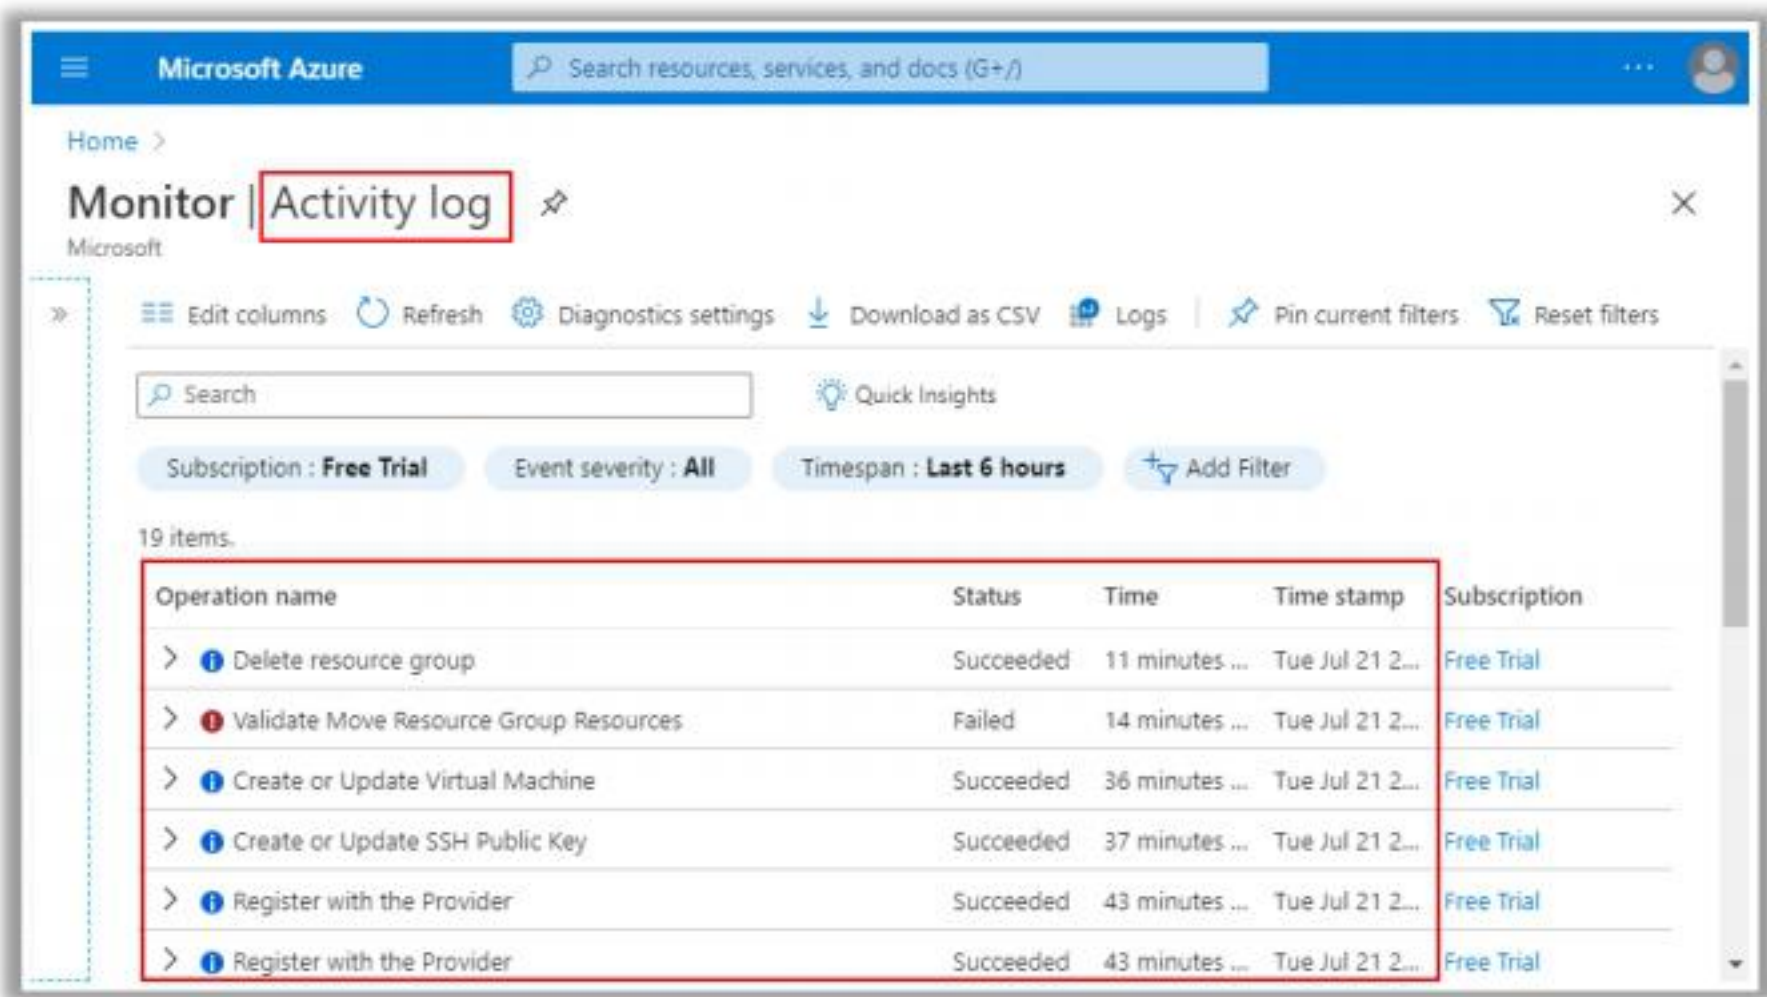 Microsoft Azure Search resources, services, and docs (G+/) ...
Home >
Monitor | Activity log
Microsoft
» Edit columns Refresh Diagnostics settings Download as CSV Logs | Pin current filters Reset filters
Search Quick Insights
Subscription : Free Trial Event severity : All Timespan : Last 6 hours Add Filter
19 items.
Operation name Status Time Time stamp Subscription
Delete resource group Succeeded 11 minutes ... Tue Jul 21 2... Free Trial
Validate Move Resource Group Resources Failed 14 minutes ... Tue Jul 21 2... Free Trial
Create or Update Virtual Machine Succeeded 36 minutes ... Tue Jul 21 2... Free Trial
Create or Update SSH Public Key Succeeded 37 minutes ... Tue Jul 21 2... Free Trial
Register with the Provider Succeeded 43 minutes ... Tue Jul 21 2... Free Trial
Register with the Provider Succeeded 43 minutes ... Tue Jul 21 2... Free Trial